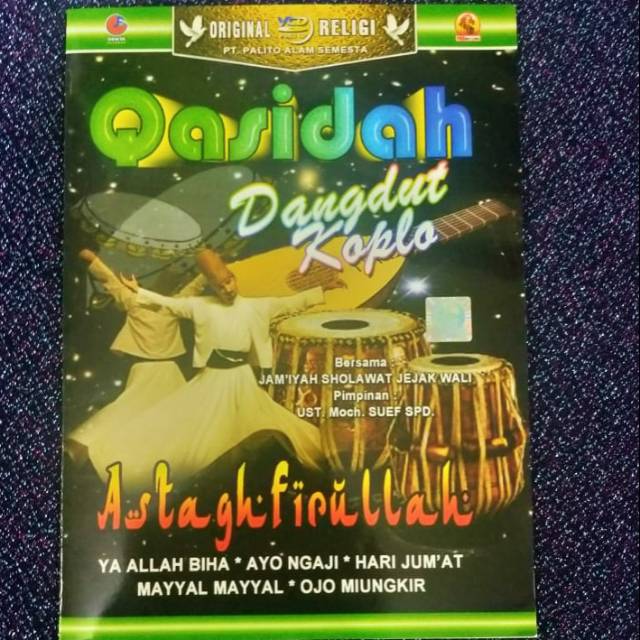 ORIGINAL RELIGI
PT. PALITO ALAM SEMESTA
Qasidah
Dangdut
Koplo
Bersama :
JAM'IYAH SHOLAWAT JEJAK WALI
Pimpinan :
UST. Moch. SUEF SPD.
Astaghfirullah
YA ALLAH BIHA * AYO NGAJI * HARI JUM'AT
MAYYAL MAYYAL * OJO MIUNGKIR